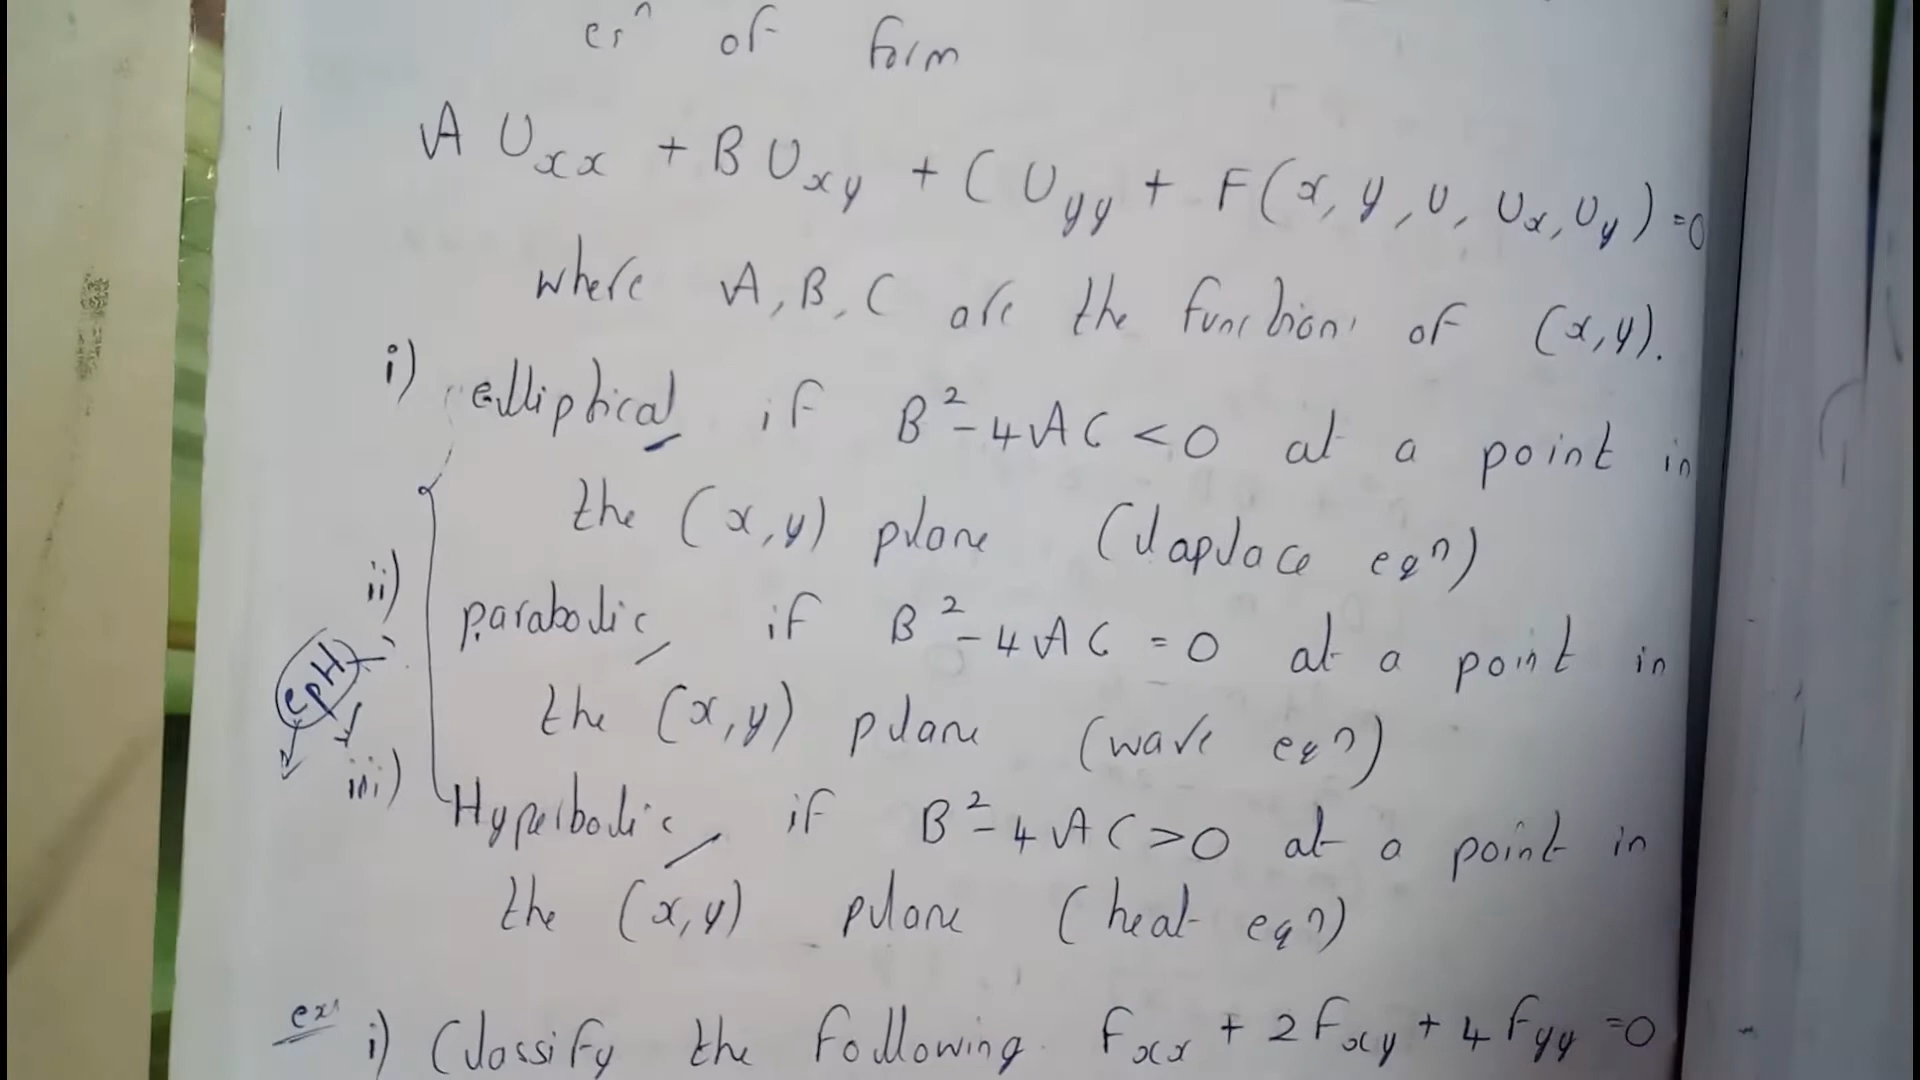 eqⁿ of form
A Uxx + B Uxy + C Uyy + F(x, y, U, Ux, Uy) = 0
where A, B, C are the functions of (x, y).
i) elliptical if B² - 4AC < 0 at a point in
the (x, y) plane (Laplace eqⁿ)
ii) parabolic, if B² - 4AC = 0 at a point in
EPH
the (x, y) plane (wave eqⁿ)
iii) Hyperbolic, if B² - 4AC > 0 at a point in
the (x, y) plane (heat eqⁿ)
ex: i) Classify the following. Fxx + 2Fxy + 4Fyy = 0